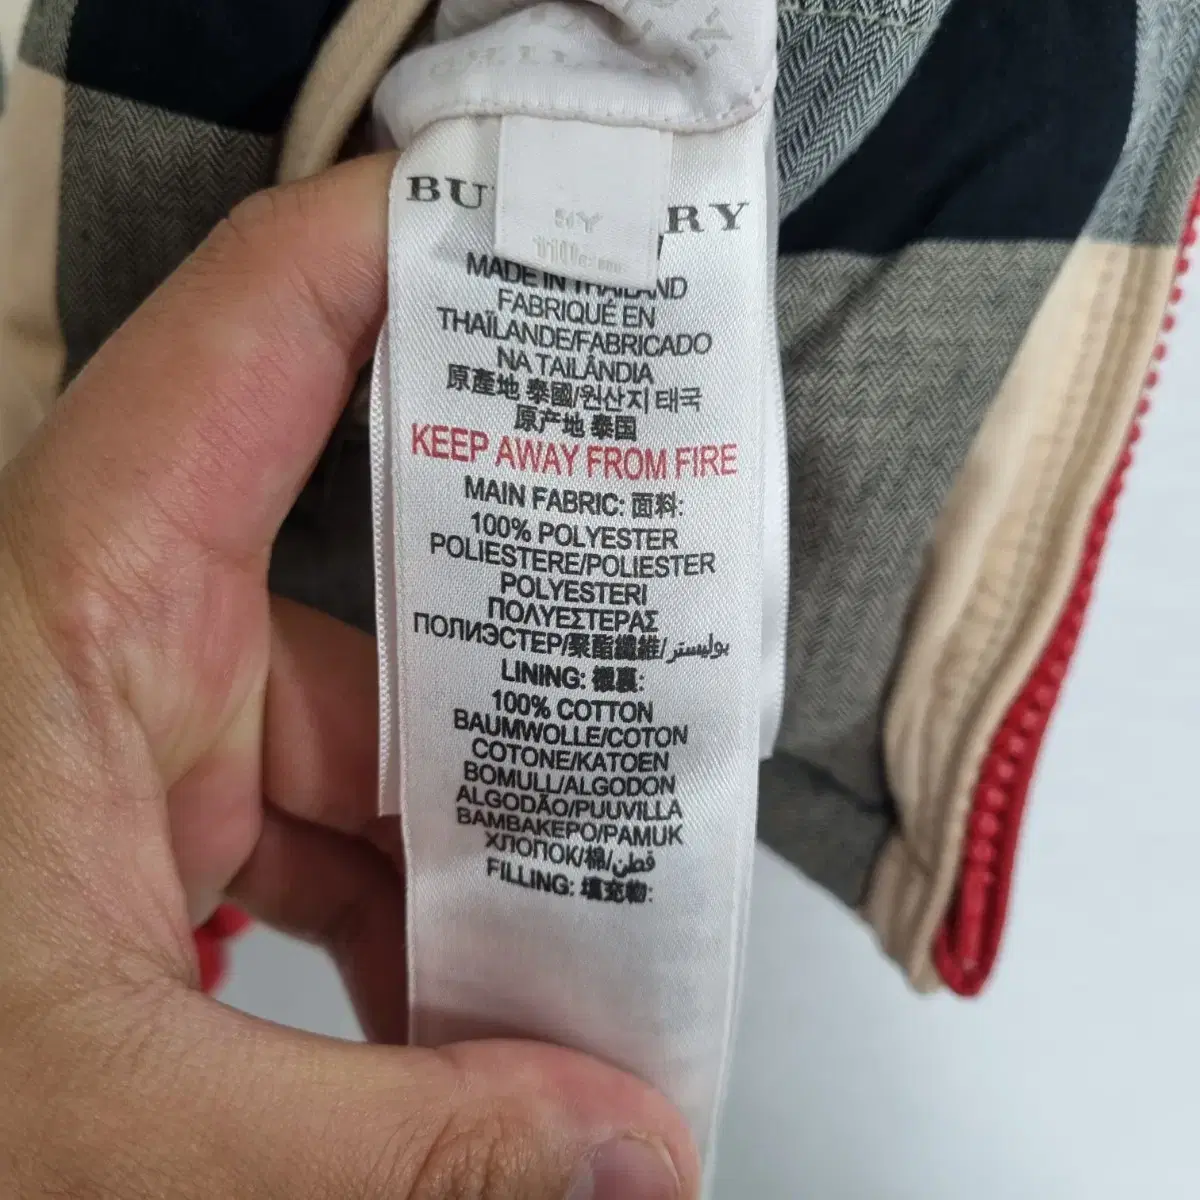 BU RY
5Y
110cm
MADE IN THAILAND
FABRIQUÉ EN
THAÏLANDE/FABRICADO
NA TAILÂNDIA
原產地 泰國/원산지 태국
原产地 泰国
KEEP AWAY FROM FIRE
MAIN FABRIC: 面料:
100% POLYESTER
POLIESTERE/POLIESTER
POLYESTERI
ΠΟΛΥΕΣΤΕΡΑΣ
ПОЛИЭСТЕР/聚酯纖維/بوليستر
LINING: 襯裏:
100% COTTON
BAUMWOLLE/COTON
COTONE/KATOEN
BOMULL/ALGODON
ALGODÃO/PUUVILLA
ΒΑΜΒΑΚΕΡΟ/PAMUK
ХЛОПОК/棉/قطن
FILLING: 填充物: